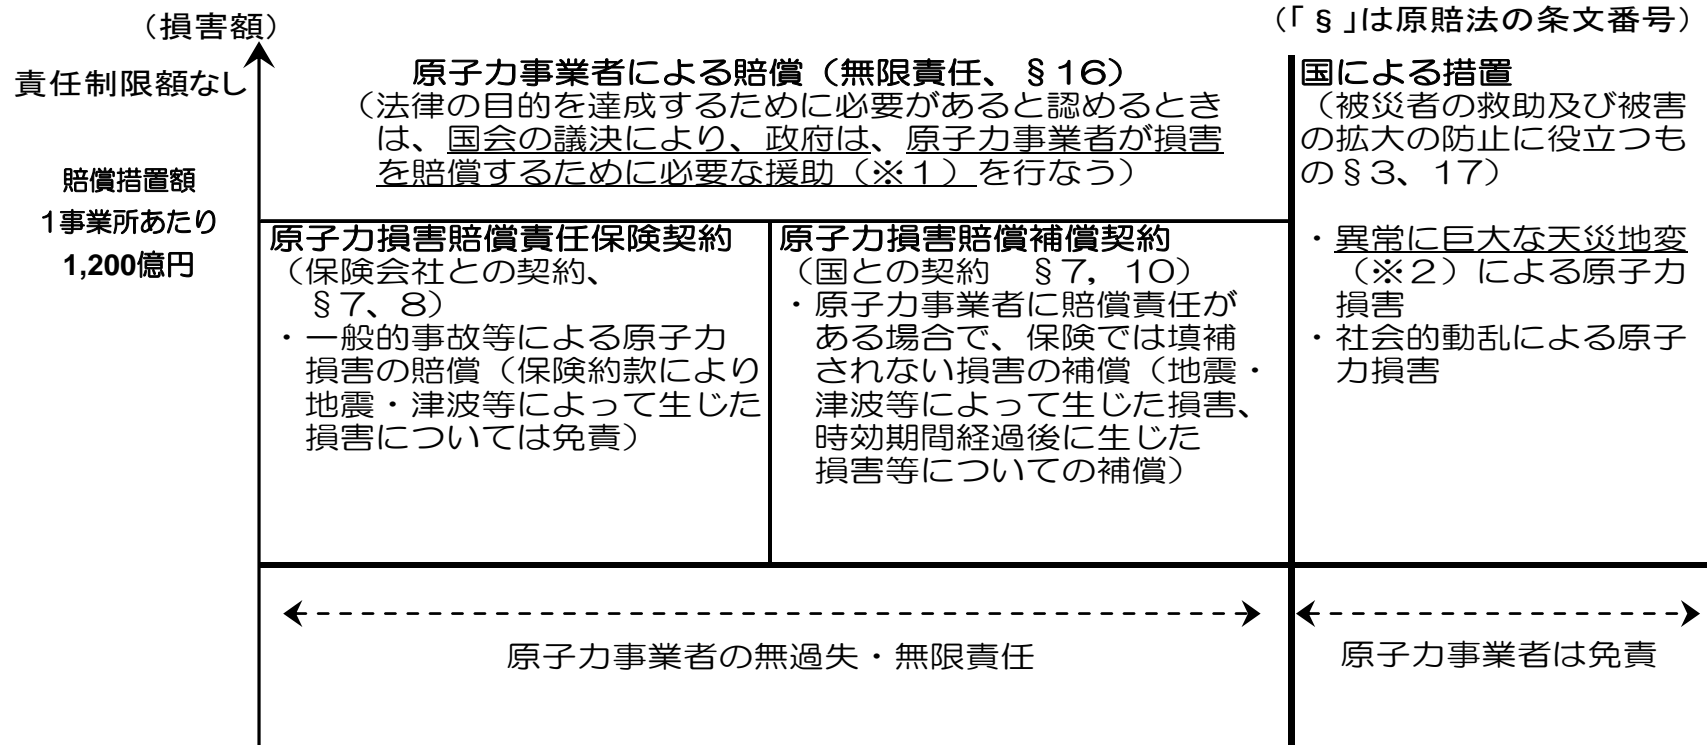 （損害額）
（「§」は原賠法の条文番号）
責任制限額なし
賠償措置額
1事業所あたり
1,200億円
原子力事業者による賠償（無限責任、§16）
（法律の目的を達成するために必要があると認めるとき
は、国会の議決により、政府は、原子力事業者が損害
を賠償するために必要な援助（※１）を行なう）
原子力損害賠償責任保険契約
（保険会社との契約、
§7、8）
・一般的事故等による原子力
損害の賠償（保険約款により
地震・津波等によって生じた
損害については免責）
原子力損害賠償補償契約
（国との契約　§7, 10）
・原子力事業者に賠償責任が
ある場合で、保険では填補
されない損害の補償（地震・
津波等によって生じた損害、
時効期間経過後に生じた
損害等についての補償）
国による措置
（被災者の救助及び被害
の拡大の防止に役立つも
の§3、17）
・異常に巨大な天災地変
（※２）による原子力
損害
・社会的動乱による原子
力損害
原子力事業者の無過失・無限責任
原子力事業者は免責